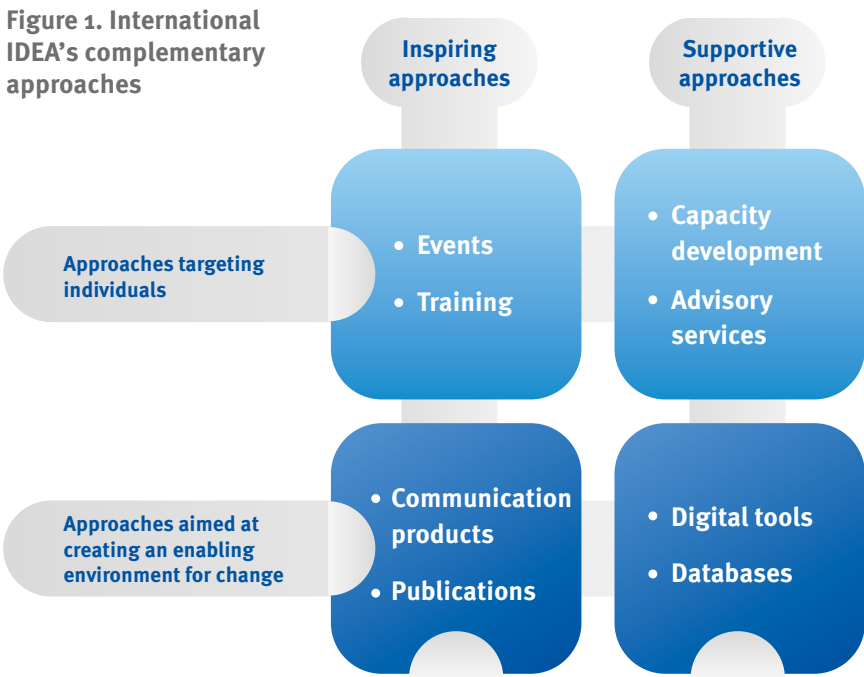 Figure 1. International
IDEA's complementary
approaches
Inspiring
approaches
Supportive
approaches
Approaches targeting
individuals
• Events
• Training
• Capacity
development
• Advisory
services
Approaches aimed at
creating an enabling
environment for change
• Communication
products
• Publications
• Digital tools
• Databases